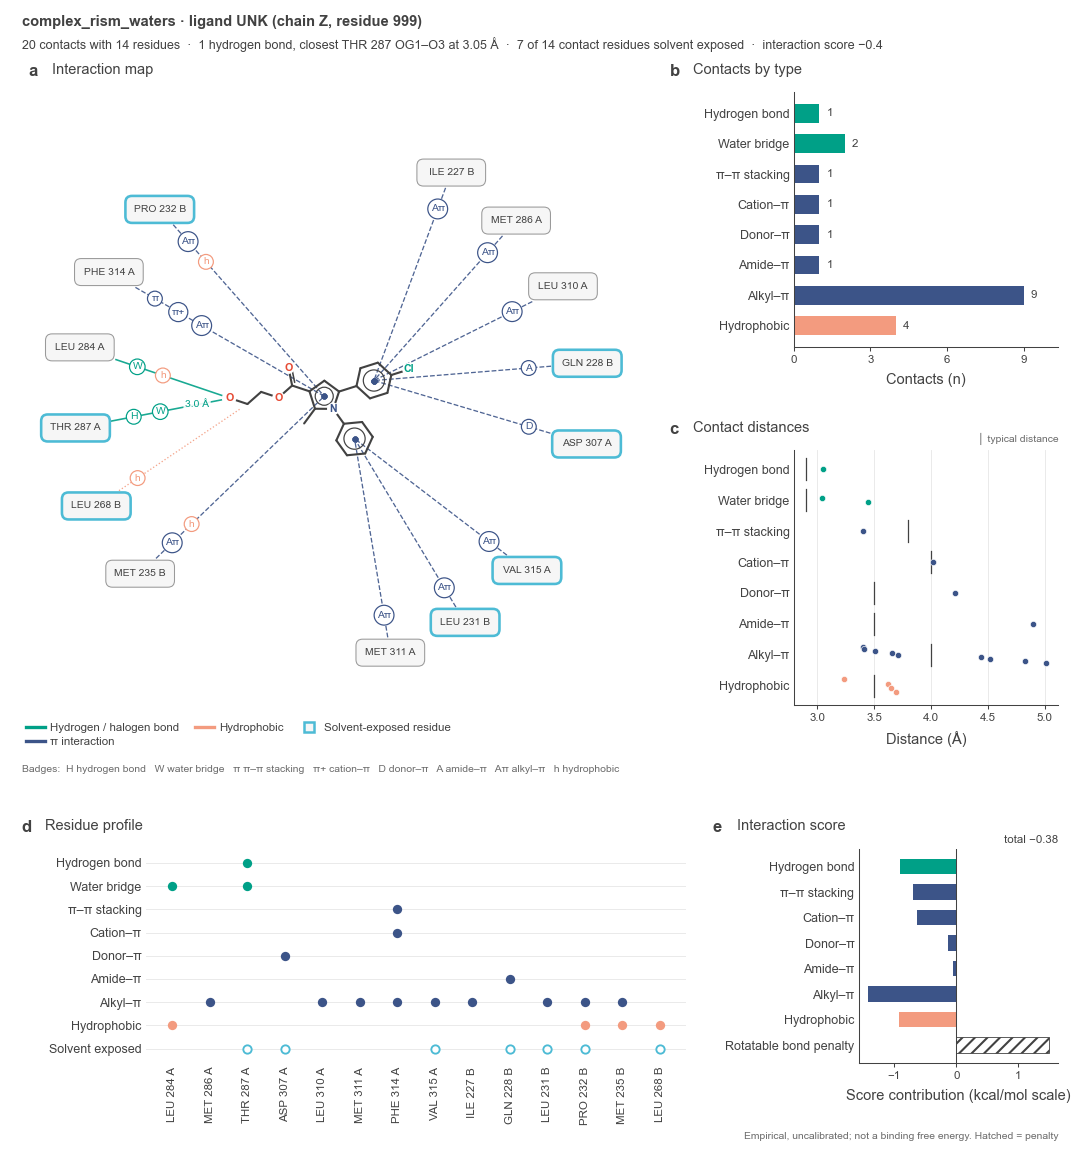 complex_rism_waters · ligand UNK (chain Z, residue 999)
20 contacts with 14 residues · 1 hydrogen bond, closest THR 287 OG1–O3 at 3.05 Å · 7 of 14 contact residues solvent exposed · interaction score −0.4
a Interaction map
ILE 227 B
Aπ
MET 286 A
Aπ
PRO 232 B
Aπ
h
PHE 314 A
π
π+
Aπ
LEU 310 A
Aπ
LEU 284 A
W
h
GLN 228 B
A
Cl
O
O
O
N
3.0 Å
THR 287 A
H
W
D
ASP 307 A
h
LEU 268 B
h
Aπ
MET 235 B
Aπ
VAL 315 A
Aπ
LEU 231 B
Aπ
MET 311 A
Hydrogen / halogen bond
Hydrophobic
Solvent-exposed residue
π interaction
Badges: H hydrogen bond W water bridge π π–π stacking π+ cation–π D donor–π A amide–π Aπ alkyl–π h hydrophobic
b Contacts by type
Hydrogen bond 1
Water bridge 2
π–π stacking 1
Cation–π 1
Donor–π 1
Amide–π 1
Alkyl–π 9
Hydrophobic 4
0 3 6 9
Contacts (n)
c Contact distances
typical distance
Hydrogen bond
Water bridge
π–π stacking
Cation–π
Donor–π
Amide–π
Alkyl–π
Hydrophobic
3.0 3.5 4.0 4.5 5.0
Distance (Å)
d Residue profile
Hydrogen bond
Water bridge
π–π stacking
Cation–π
Donor–π
Amide–π
Alkyl–π
Hydrophobic
Solvent exposed
LEU 284 A
MET 286 A
THR 287 A
ASP 307 A
LEU 310 A
MET 311 A
PHE 314 A
VAL 315 A
ILE 227 B
GLN 228 B
LEU 231 B
PRO 232 B
MET 235 B
LEU 268 B
e Interaction score
total −0.38
Hydrogen bond
π–π stacking
Cation–π
Donor–π
Amide–π
Alkyl–π
Hydrophobic
Rotatable bond penalty
−1 0 1
Score contribution (kcal/mol scale)
Empirical, uncalibrated; not a binding free energy. Hatched = penalty